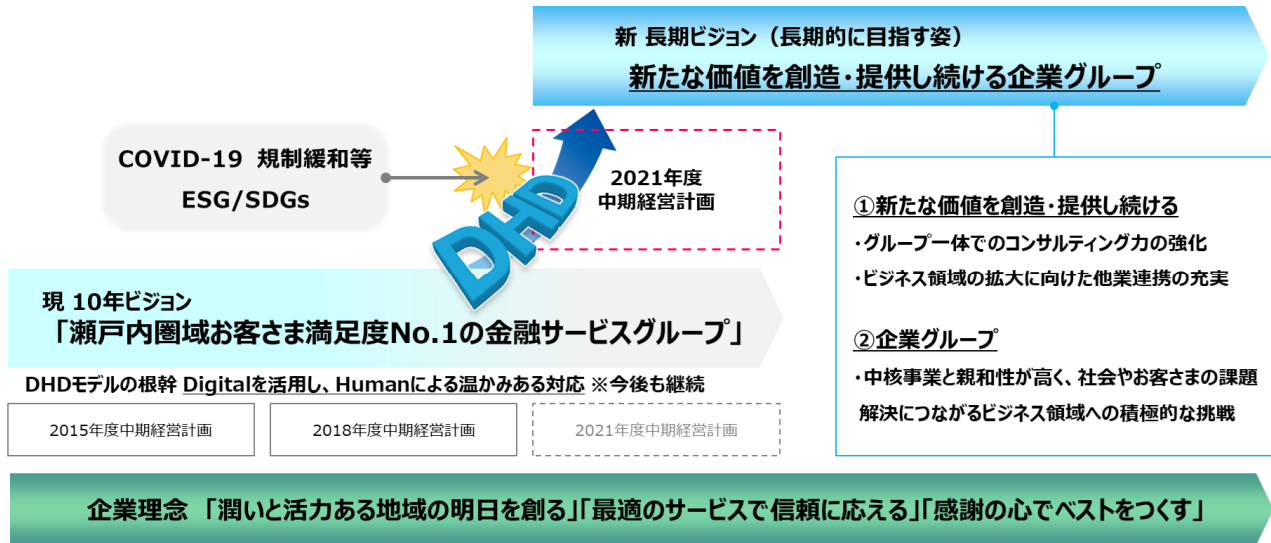 新 長期ビジョン（長期的に目指す姿）
新たな価値を創造・提供し続ける企業グループ
COVID-19 規制緩和等
ESG/SDGs
DHD
2021年度
中期経営計画
①新たな価値を創造・提供し続ける
・グループ一体でのコンサルティング力の強化
・ビジネス領域の拡大に向けた他業連携の充実
②企業グループ
・中核事業と親和性が高く、社会やお客さまの課題
解決につながるビジネス領域への積極的な挑戦
現 10年ビジョン
「瀬戸内圏域お客さま満足度No.1の金融サービスグループ」
DHDモデルの根幹 Digitalを活用し、Humanによる温かみある対応 ※今後も継続
2015年度中期経営計画
2018年度中期経営計画
2021年度中期経営計画
企業理念 「潤いと活力ある地域の明日を創る」「最適のサービスで信頼に応える」「感謝の心でベストをつくす」